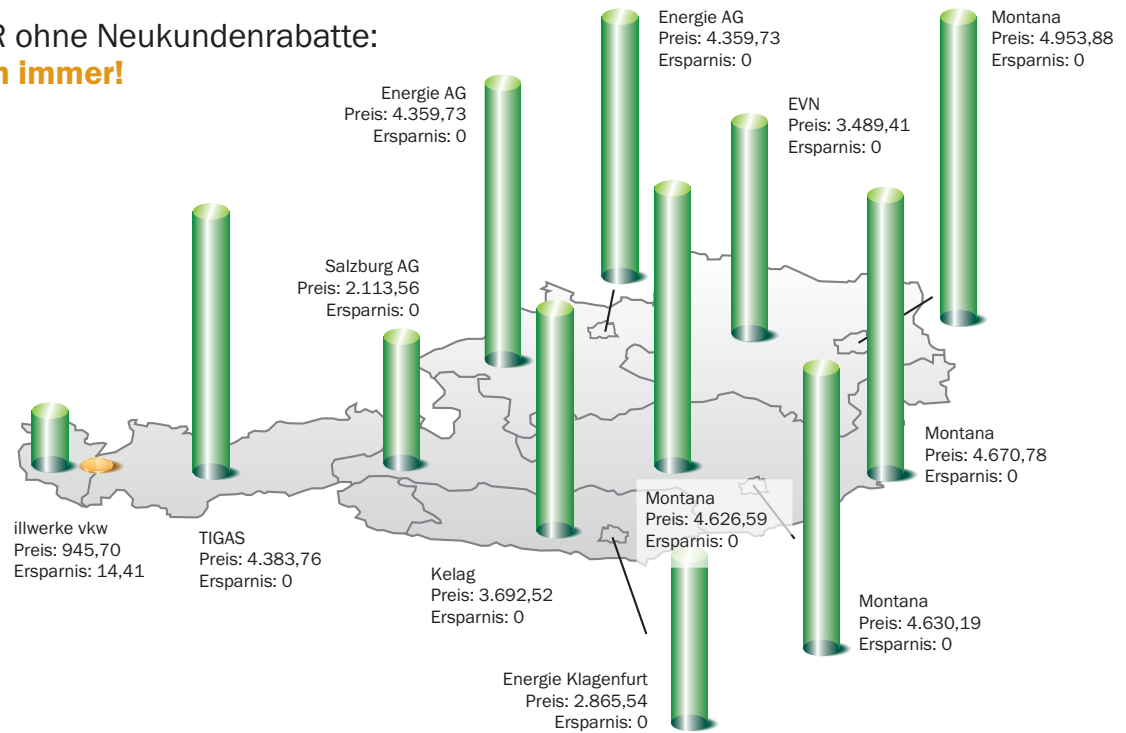 R ohne Neukundenrabatte:
immer!
Energie AG
Preis: 4.359,73
Ersparnis: 0
Montana
Preis: 4.953,88
Ersparnis: 0
Energie AG
Preis: 4.359,73
Ersparnis: 0
EVN
Preis: 3.489,41
Ersparnis: 0
Salzburg AG
Preis: 2.113,56
Ersparnis: 0
Montana
Preis: 4.670,78
Ersparnis: 0
Montana
Preis: 4.626,59
Ersparnis: 0
illwerke vkw
Preis: 945,70
Ersparnis: 14,41
TIGAS
Preis: 4.383,76
Ersparnis: 0
Kelag
Preis: 3.692,52
Ersparnis: 0
Montana
Preis: 4.630,19
Ersparnis: 0
Energie Klagenfurt
Preis: 2.865,54
Ersparnis: 0